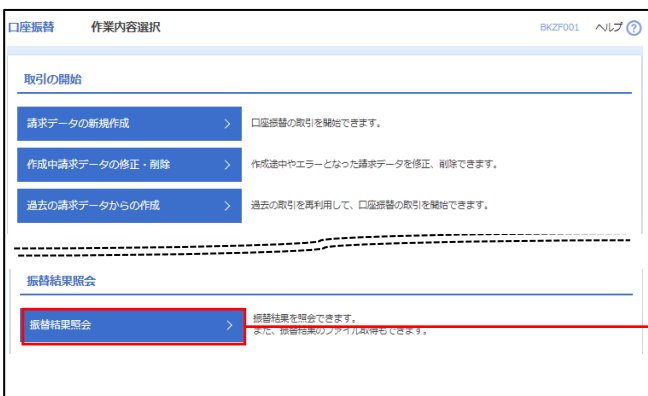 口座振替 作業内容選択 BKZF001 ヘルプ ?
取引の開始
請求データの新規作成 口座振替の取引を開始できます。
作成中請求データの修正・削除 作成途中やエラーとなった請求データを修正、削除できます。
過去の請求データからの作成 過去の取引を再利用して、口座振替の取引を開始できます。
振替結果照会
振替結果照会 振替結果を照会できます。
また、振替結果のファイル取得もできます。